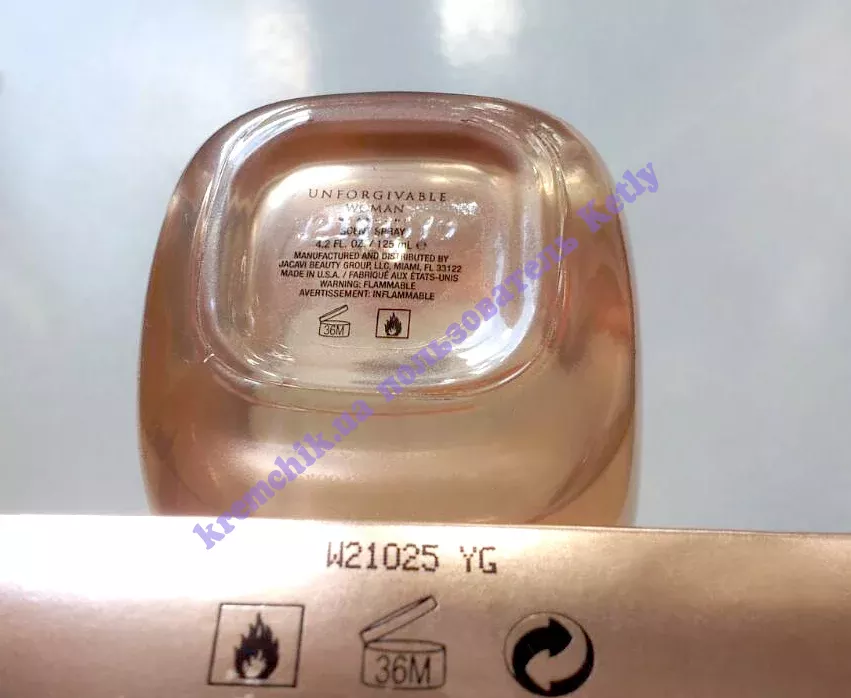 UNFORGIVABLE
WOMAN
SCENT SPRAY
4.2 FL. OZ. / 125 mL ℮
MANUFACTURED AND DISTRIBUTED BY
JACAVI BEAUTY GROUP, LLC, MIAMI, FL 33122
MADE IN U.S.A. / FABRIQUÉ AUX ÉTATS-UNIS
WARNING: FLAMMABLE
AVERTISSEMENT: INFLAMMABLE
36M
kremchik.ua пользователь Ketly
W21025 YG
36M